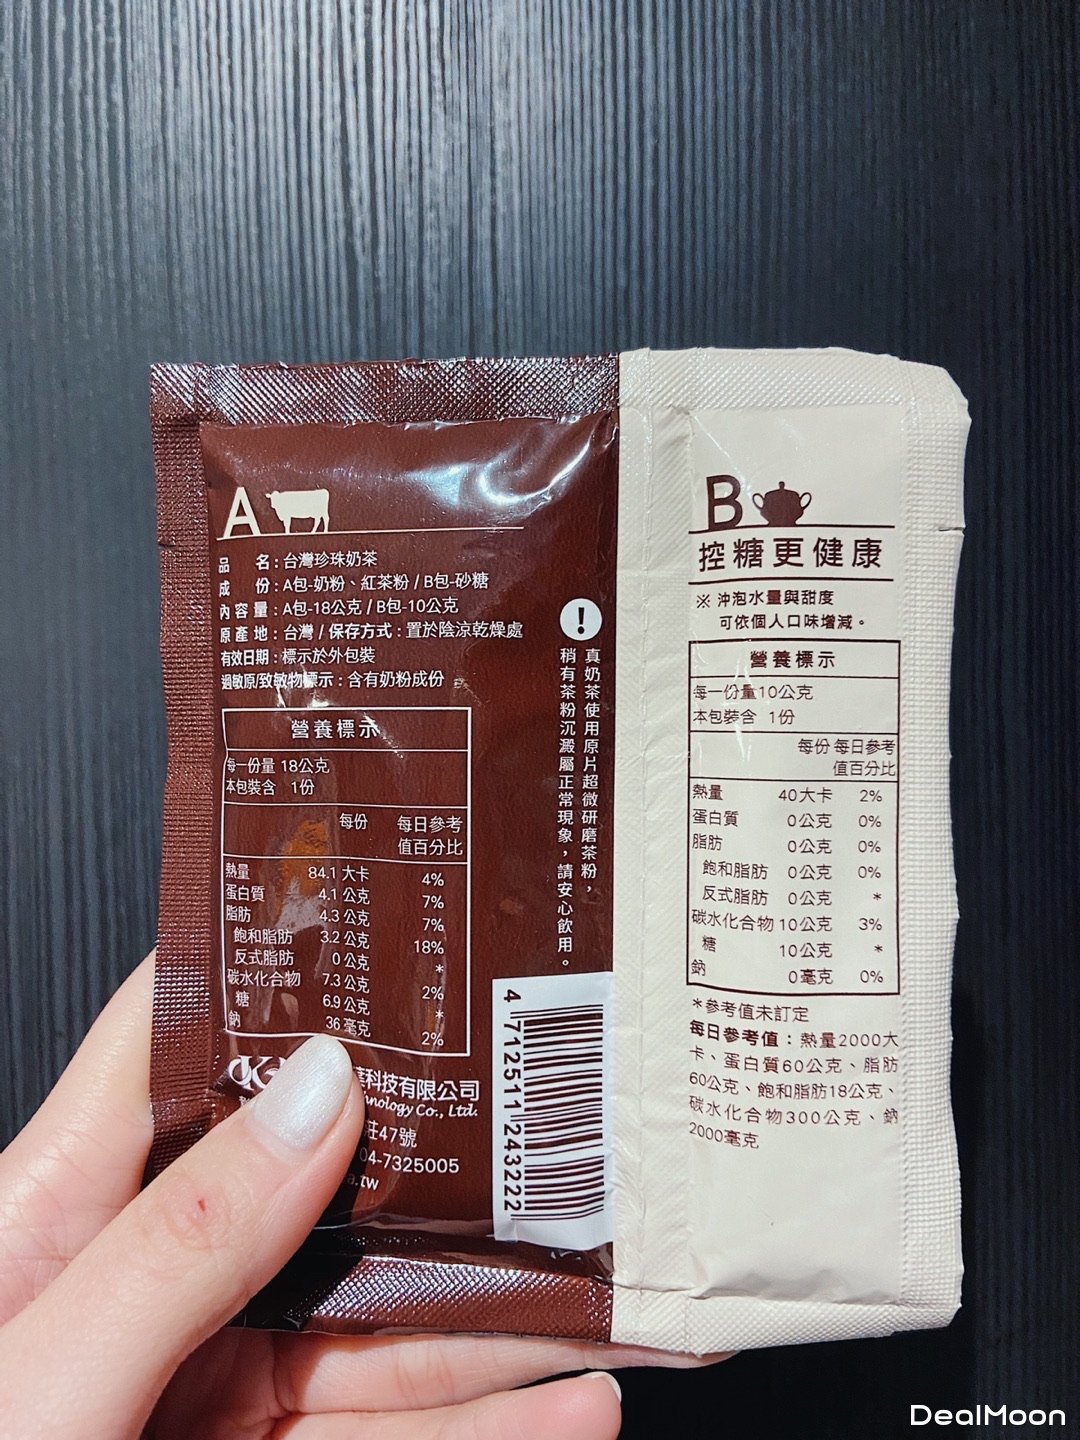 A
品 名：台灣珍珠奶茶
成 份：A包-奶粉、紅茶粉 / B包-砂糖
內容量：A包-18公克 / B包-10公克
原產地：台灣 / 保存方式：置於陰涼乾燥處
有效日期：標示於外包裝
過敏原/致敏物標示：含有奶粉成份
營養標示
每一份量 18公克
本包裝含 1份
每份 每日參考
值百分比
熱量 84.1 大卡 4%
蛋白質 4.1 公克 7%
脂肪 4.3 公克 7%
飽和脂肪 3.2 公克 18%
反式脂肪 0 公克 *
碳水化合物 7.3 公克 2%
糖 6.9 公克 *
鈉 36 毫克 2%
科技有限公司
hnology Co., Ltd.
莊47號
04-7325005
.tw
!
真奶茶使用原片超微研磨茶粉，
稍有茶粉沉澱屬正常現象，請安心飲用。
4 712511 243222
B
控糖更健康
※ 沖泡水量與甜度
可依個人口味增減。
營養標示
每一份量10公克
本包裝含 1份
每份 每日參考
值百分比
熱量 40大卡 2%
蛋白質 0公克 0%
脂肪 0公克 0%
飽和脂肪 0公克 0%
反式脂肪 0公克 *
碳水化合物 10公克 3%
糖 10公克 *
鈉 0毫克 0%
*參考值未訂定
每日參考值：熱量2000大
卡、蛋白質60公克、脂肪
60公克、飽和脂肪18公克、
碳水化合物300公克、鈉
2000毫克
DealMoon